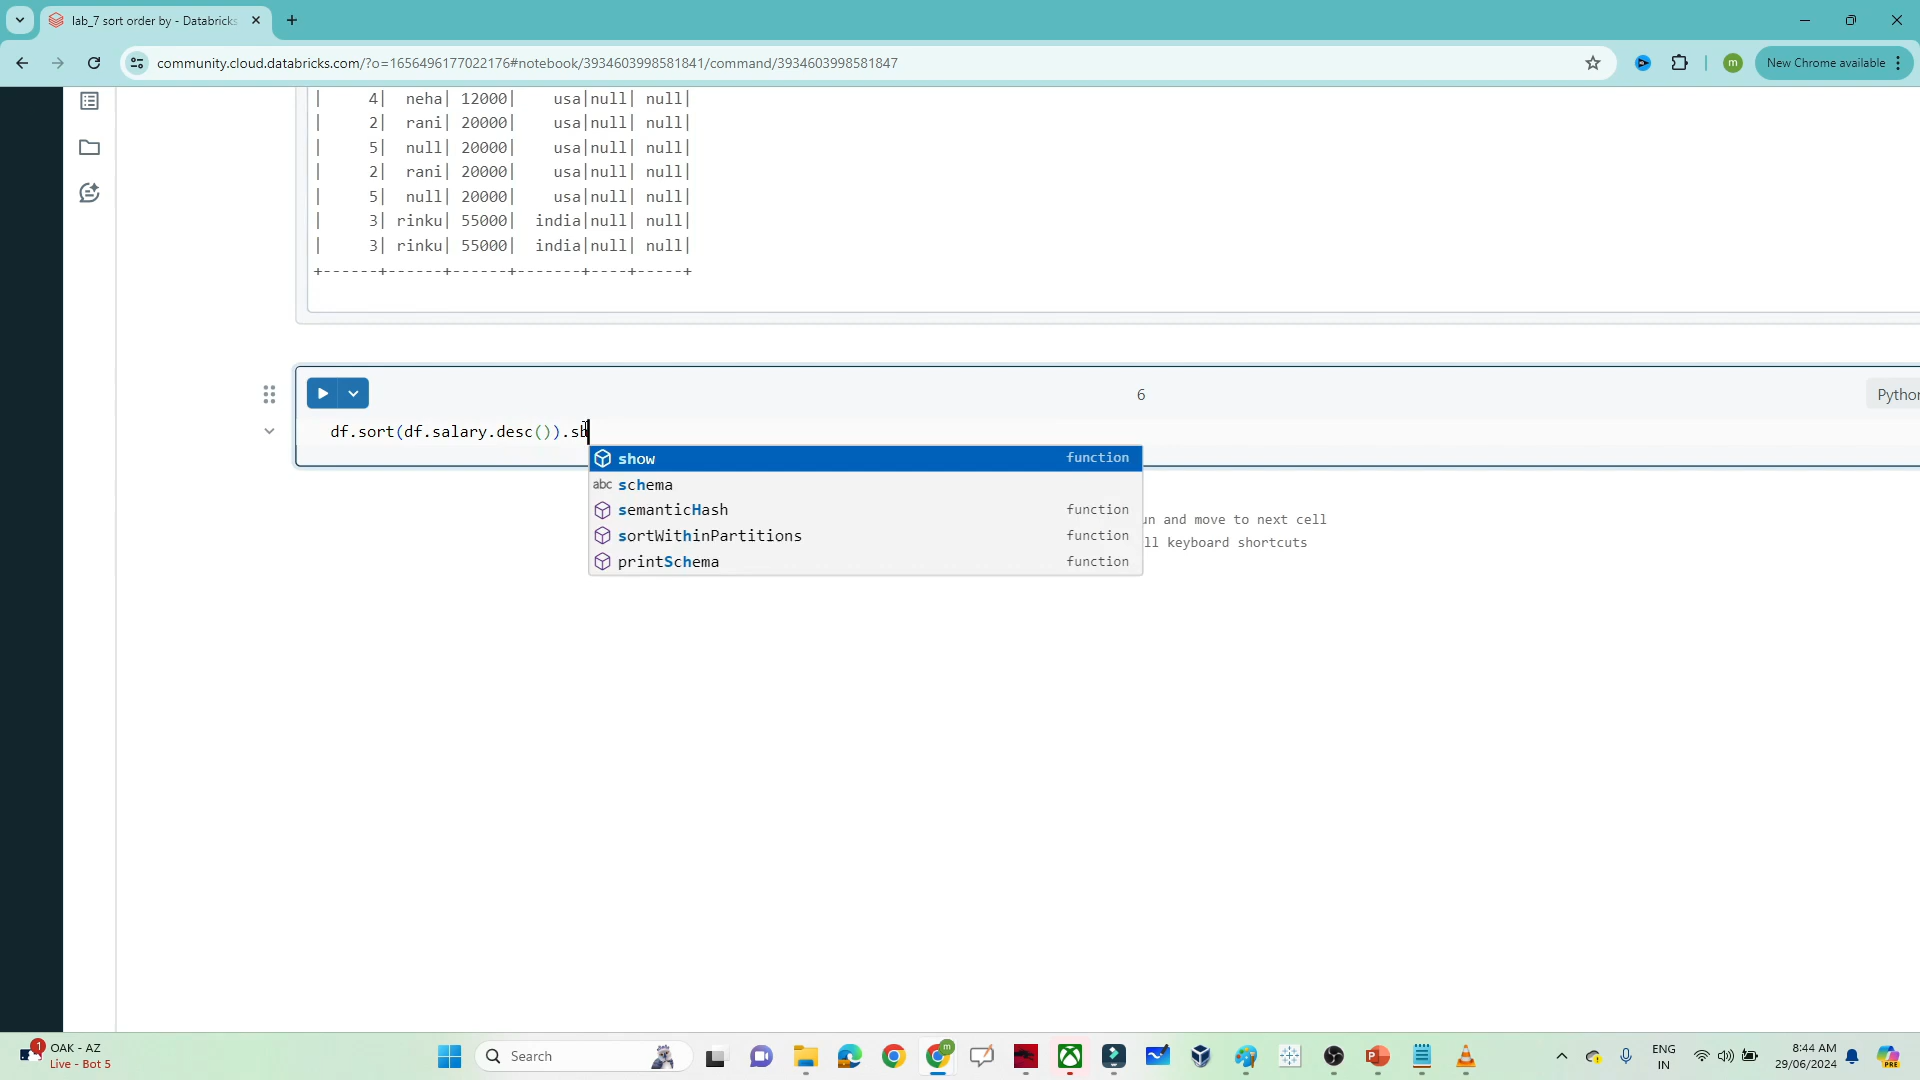 lab_7 sort order by - Databricks
community.cloud.databricks.com/?o=1656496177022176#notebook/3934603998581841/command/3934603998581847
m
New Chrome available
|     4|  neha| 12000|    usa|null| null|
|     2|  rani| 20000|    usa|null| null|
|     5|  null| 20000|    usa|null| null|
|     2|  rani| 20000|    usa|null| null|
|     5|  null| 20000|    usa|null| null|
|     3| rinku| 55000|  india|null| null|
|     3| rinku| 55000|  india|null| null|
+------+------+------+-------+----+-----+
6
Python
df.sort(df.salary.desc()).sh
show function
abc schema
semanticHash function
sortWithinPartitions function
printSchema function
un and move to next cell
ll keyboard shortcuts
1
OAK - AZ
Live - Bot 5
Search
m
ENG
IN
8:44 AM
29/06/2024
PRE